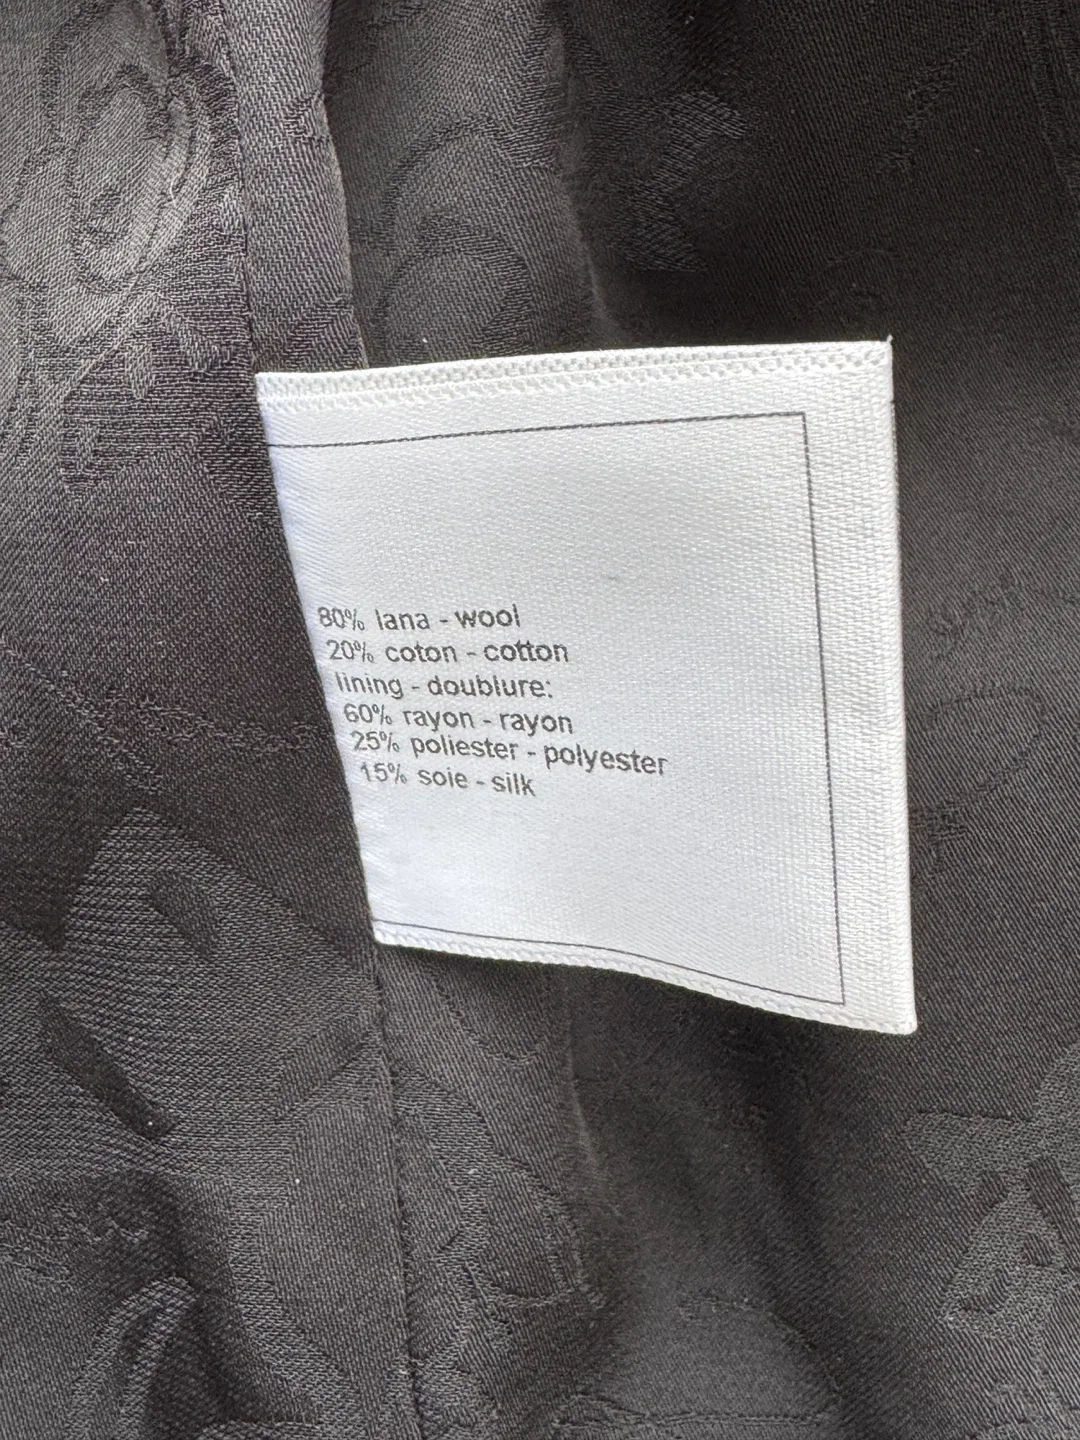 80% lana - wool
20% coton - cotton
lining - doublure:
60% rayon - rayon
25% poliester - polyester
15% soie - silk